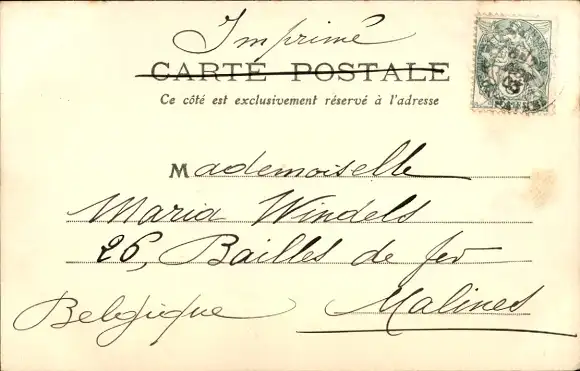 Imprimé
CARTE POSTALE
Ce côté est exclusivement réservé à l'adresse
Mademoiselle
Maria Windels
26, Bailles de fer
Belgique Malines